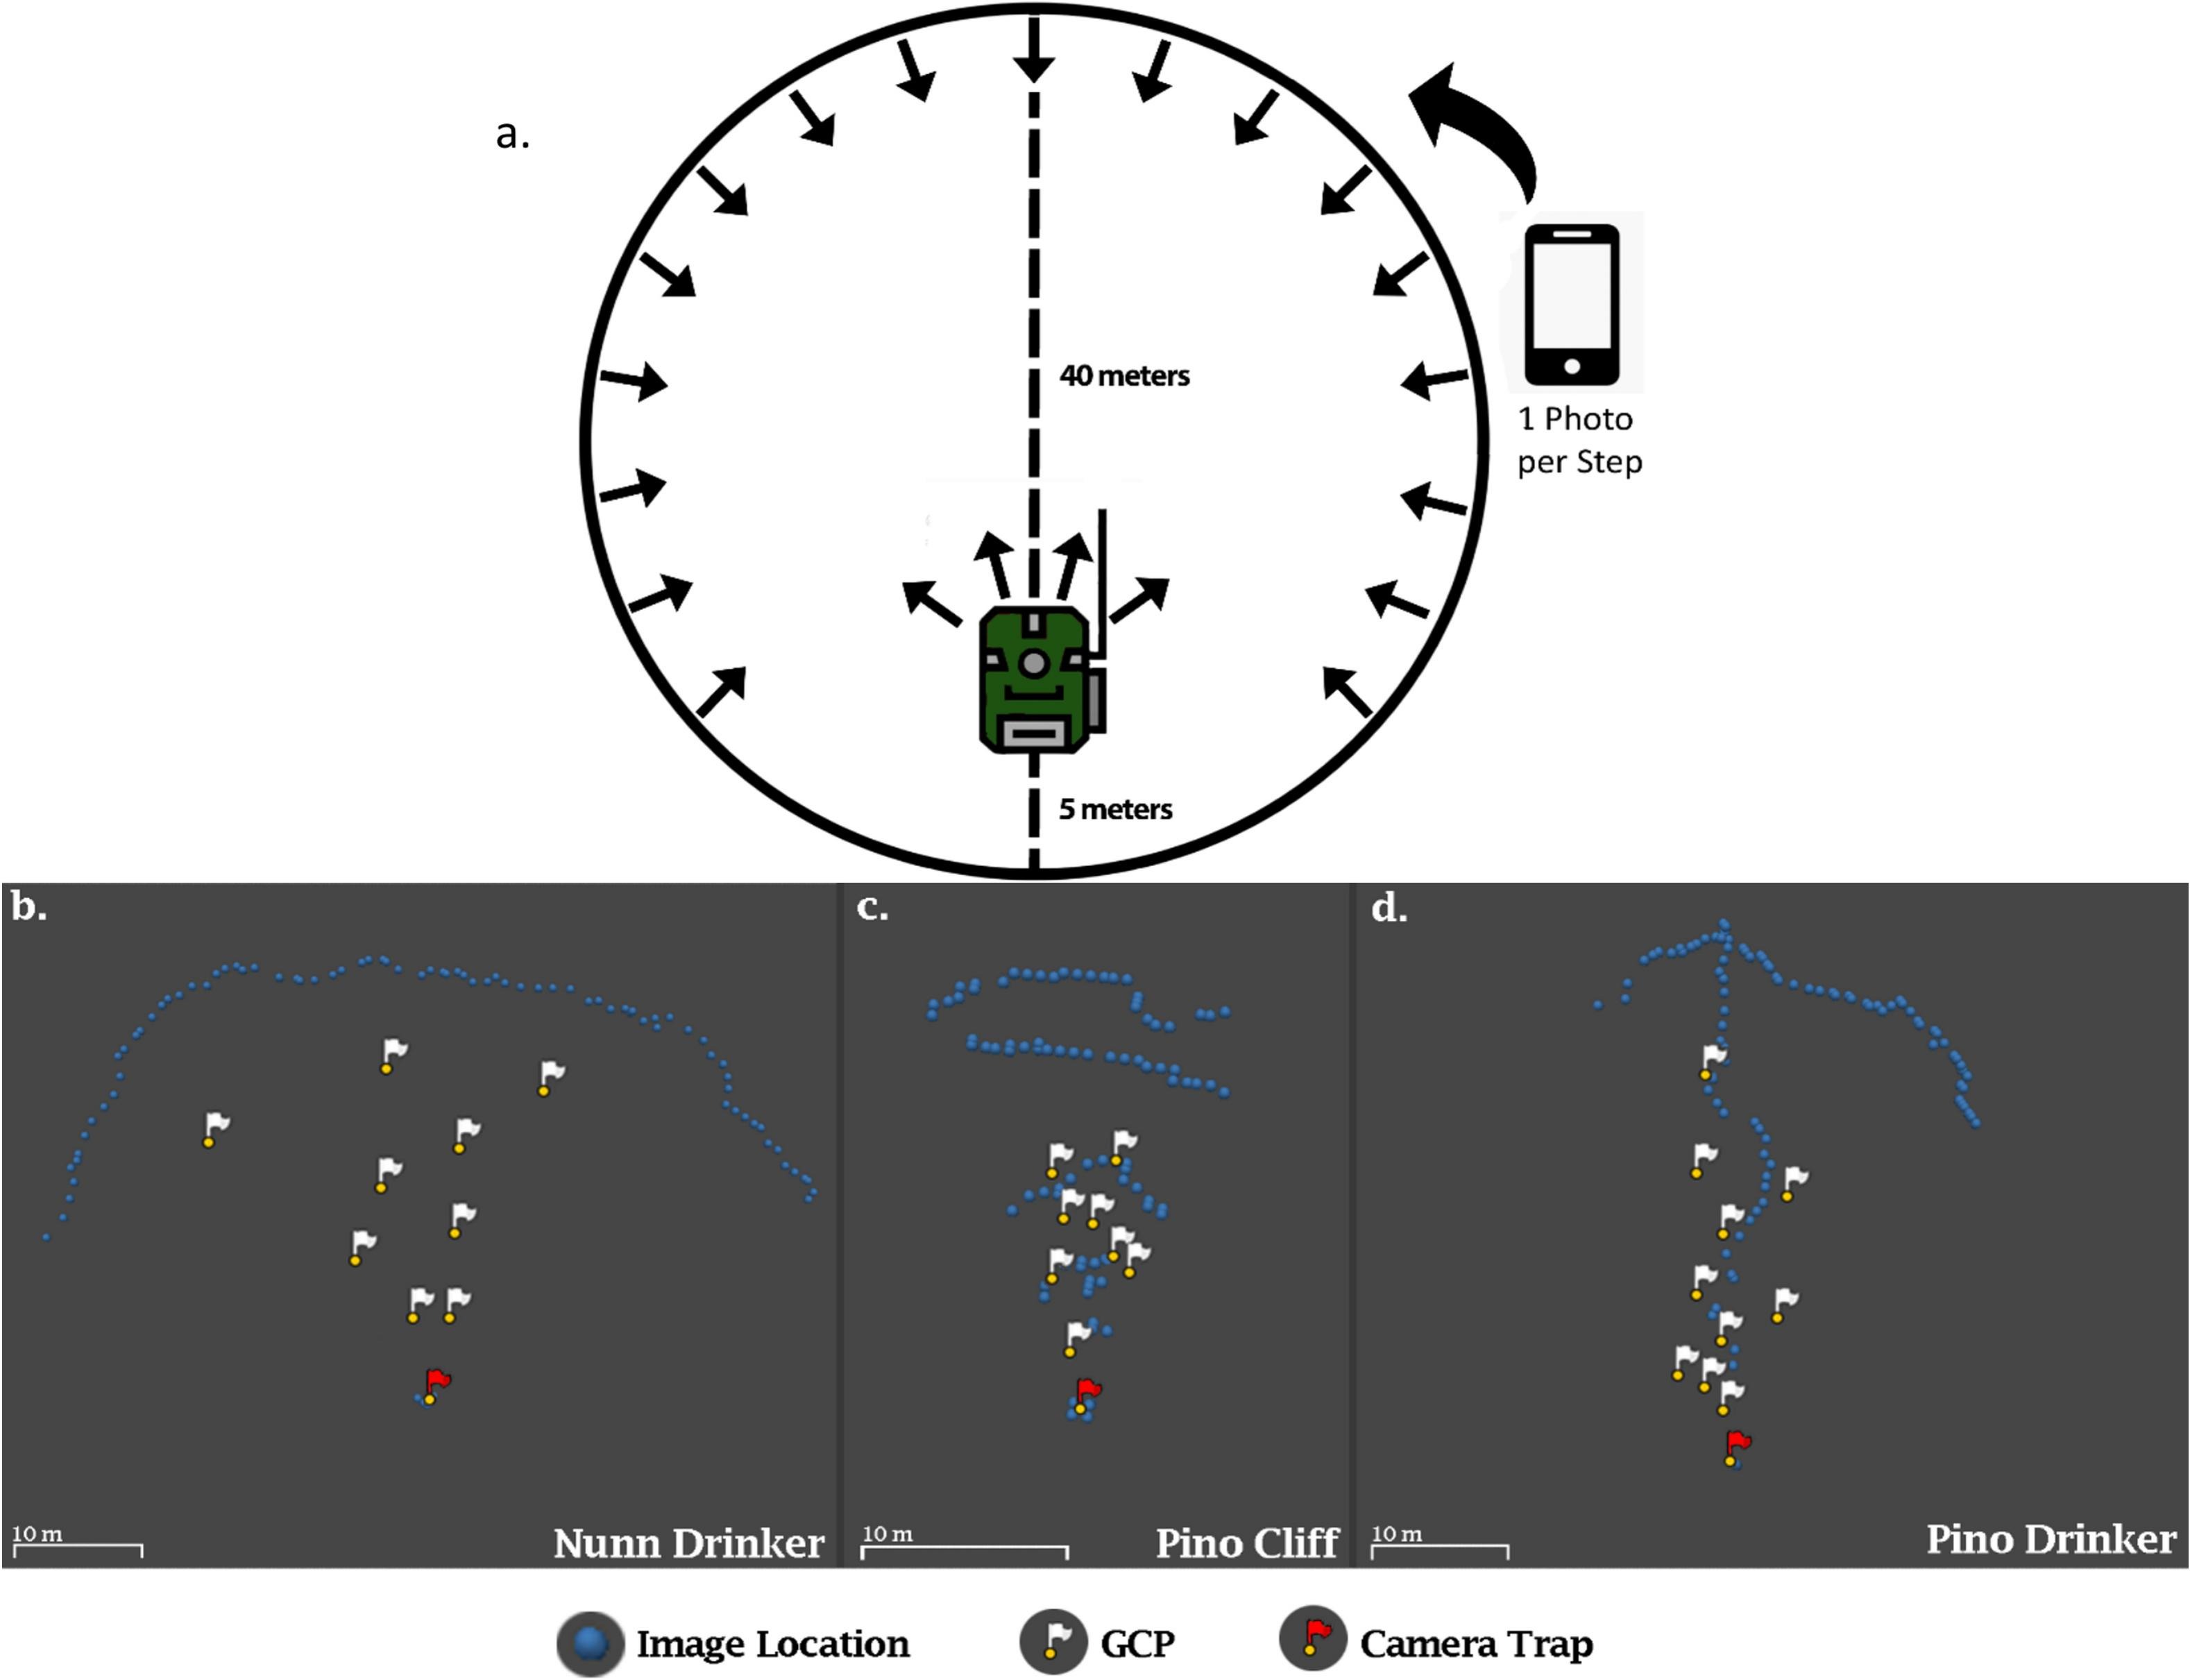 a.
40 meters
1 Photo
per Step
5 meters
b.
c.
d.
10 m
Nunn Drinker
10 m
Pino Cliff
10 m
Pino Drinker
Image Location
GCP
Camera Trap